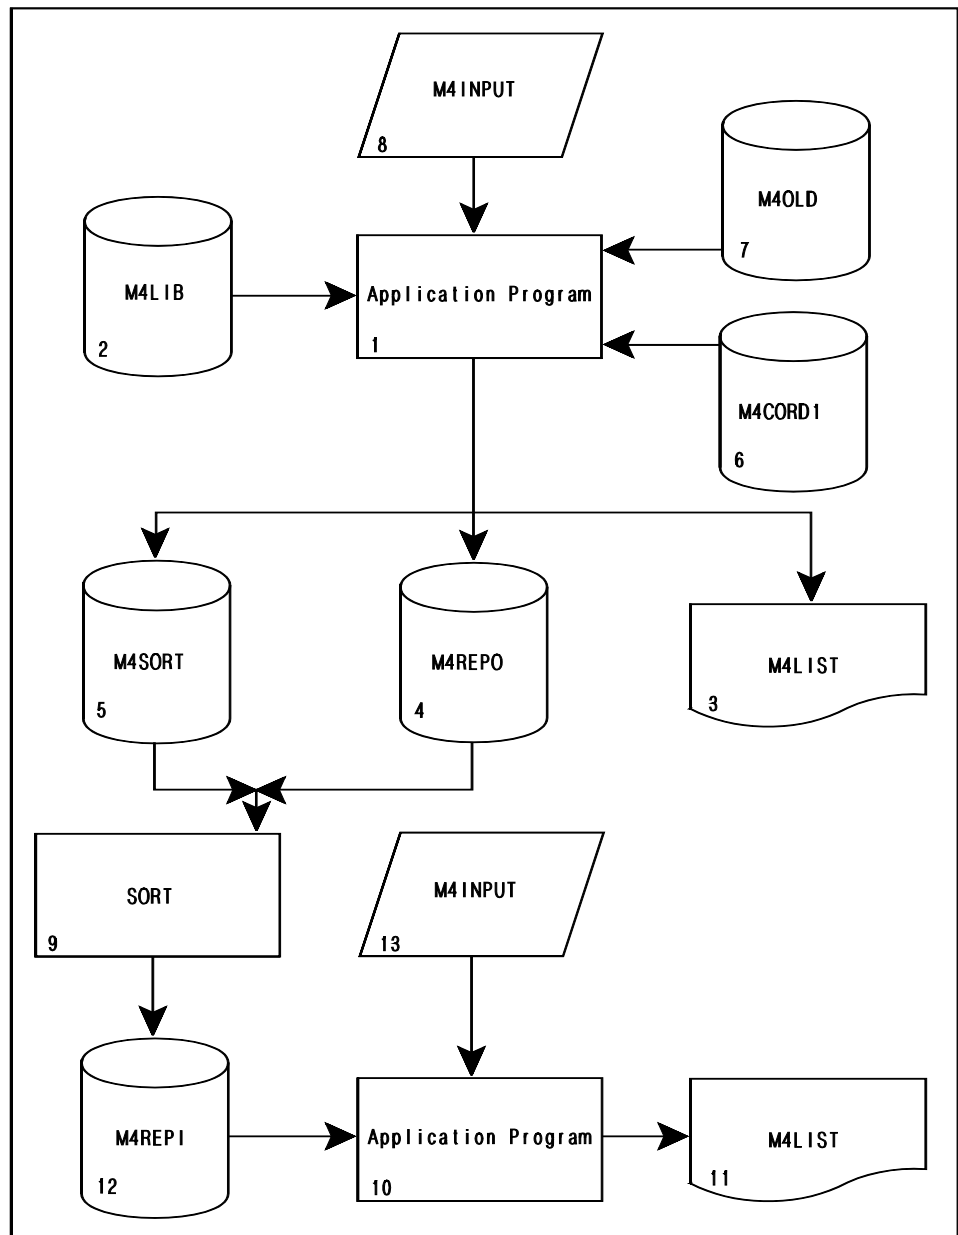 M4INPUT
8
M4OLD
7
M4LIB
2
Application Program
1
M4CORD1
6
M4SORT
5
M4REPO
4
M4LIST
3
SORT
9
M4INPUT
13
M4REPI
12
Application Program
10
M4LIST
11